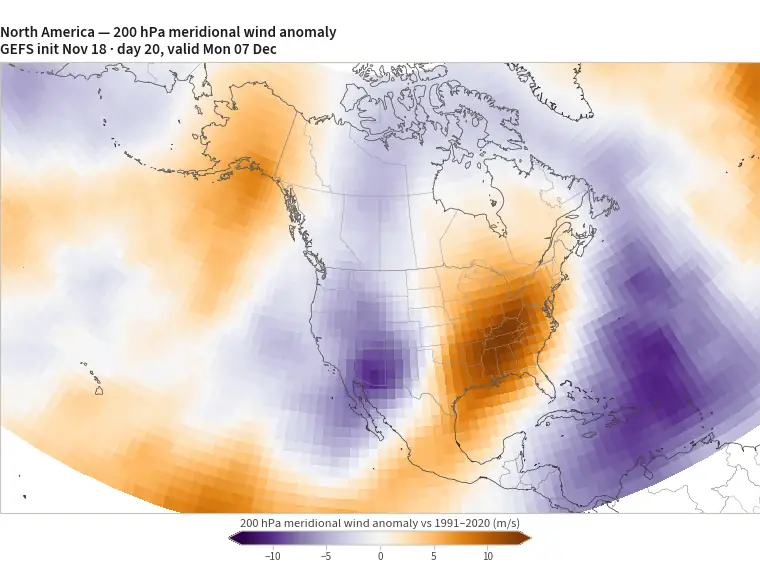 North America — 200 hPa meridional wind anomaly
GEFS init Nov 18 · day 20, valid Mon 07 Dec
200 hPa meridional wind anomaly vs 1991–2020 (m/s)
−10 −5 0 5 10